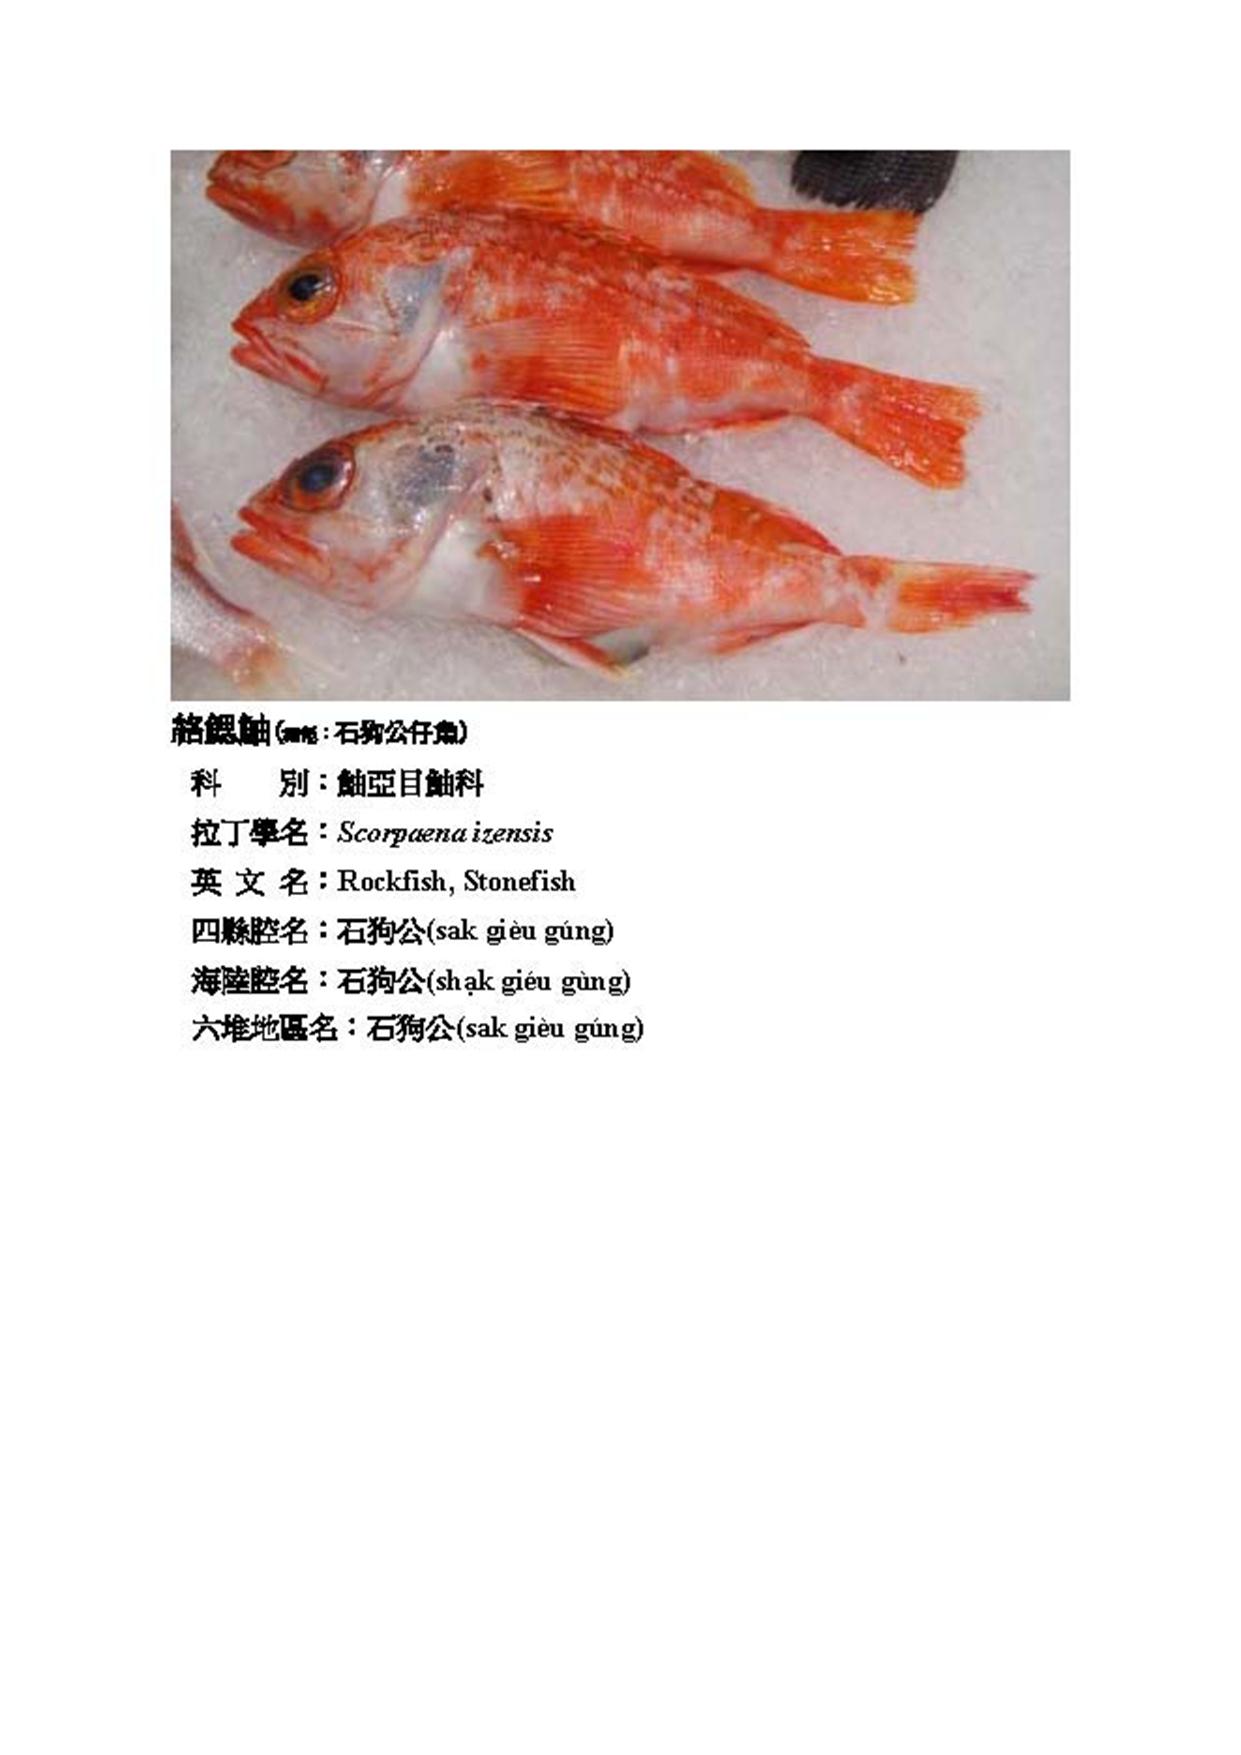 絡鰓鮋(俗稱：石狗公仔魚)
科　　別：鮋亞目鮋科
拉丁學名：Scorpaena izensis
英 文 名：Rockfish, Stonefish
四縣腔名：石狗公(sak gièu gúng)
海陸腔名：石狗公(shạk giéu gùng)
六堆地區名：石狗公(sak gièu gúng)